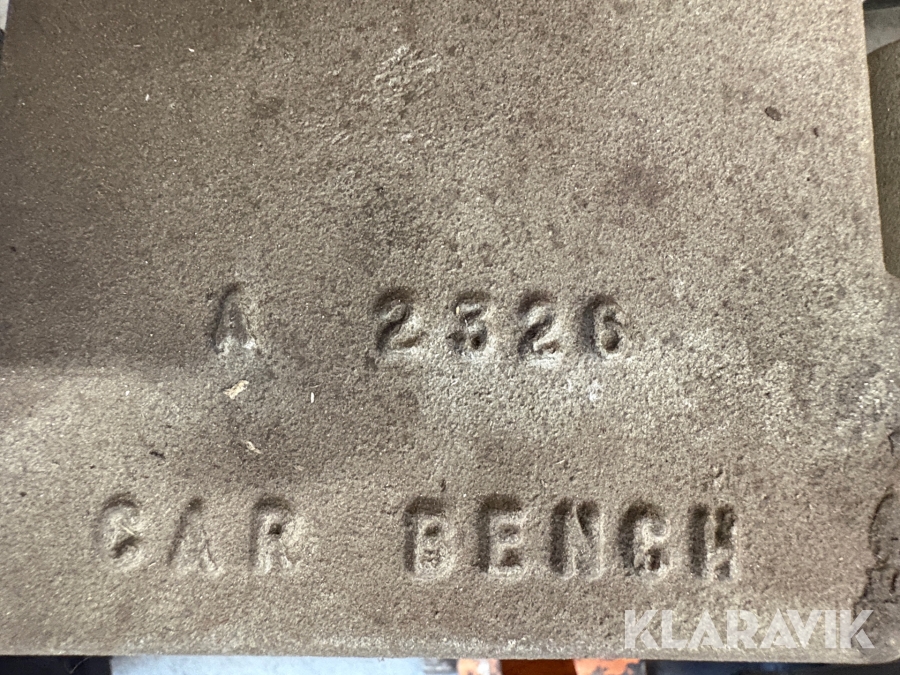 A 2326
CAR BENCH
KLARAVIK